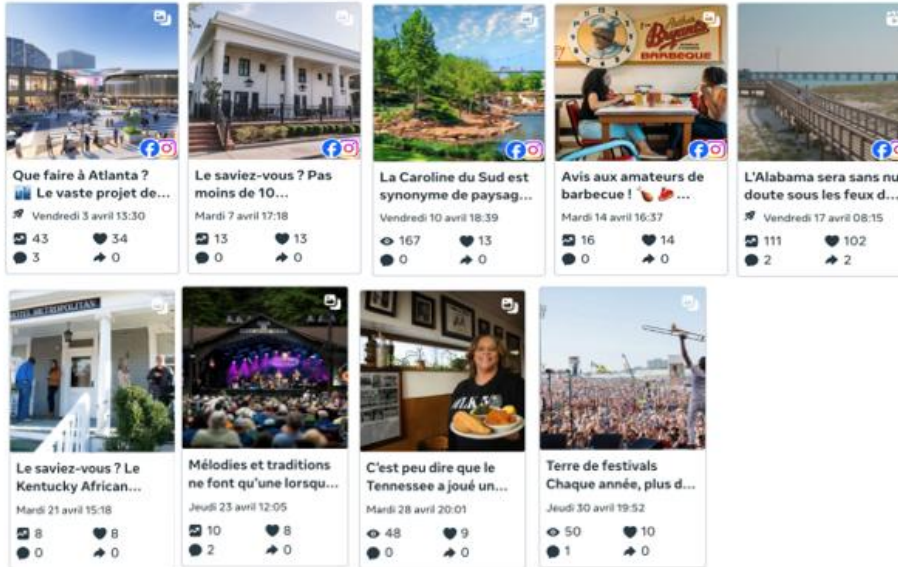 Arthur
Bryant's
BARBEQUE
Que faire à Atlanta ?
🏙️ Le vaste projet de...
Vendredi 3 avril 13:30
43 34
3 0
Le saviez-vous ? Pas
moins de 10...
Mardi 7 avril 17:18
13 13
0 0
La Caroline du Sud est
synonyme de paysag...
Vendredi 10 avril 18:39
167 13
0 0
Avis aux amateurs de
barbecue ! 🍗 🥩 ...
Mardi 14 avril 16:37
16 14
0 0
L'Alabama sera sans nu
doute sous les feux d...
Vendredi 17 avril 08:15
111 102
2 2
METROPOLITAN
Le saviez-vous ? Le
Kentucky African...
Mardi 21 avril 15:18
8 8
0 0
Mélodies et traditions
ne font qu'une lorsqu...
Jeudi 23 avril 12:05
10 8
2 0
C'est peu dire que le
Tennessee a joué un...
Mardi 28 avril 20:01
48 9
0 0
Terre de festivals
Chaque année, plus d...
Jeudi 30 avril 19:52
50 10
1 0